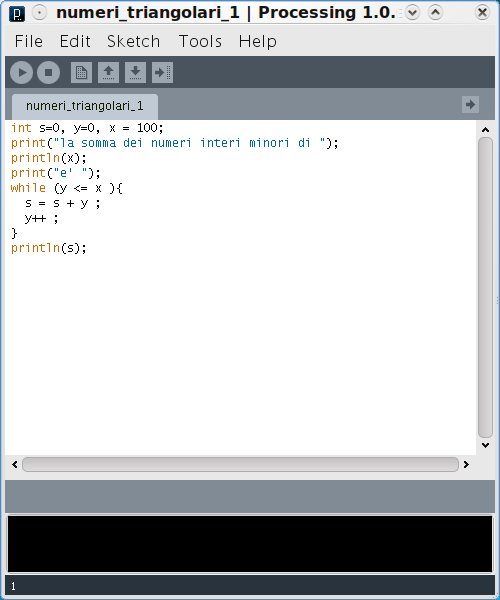 numeri_triangolari_1 | Processing 1.0.
File Edit Sketch Tools Help
numeri_triangolari_1
int s=0, y=0, x = 100;
print("la somma dei numeri interi minori di ");
println(x);
print("e' ");
while (y <= x ){
  s = s + y ;
  y++ ;
}
println(s);
1